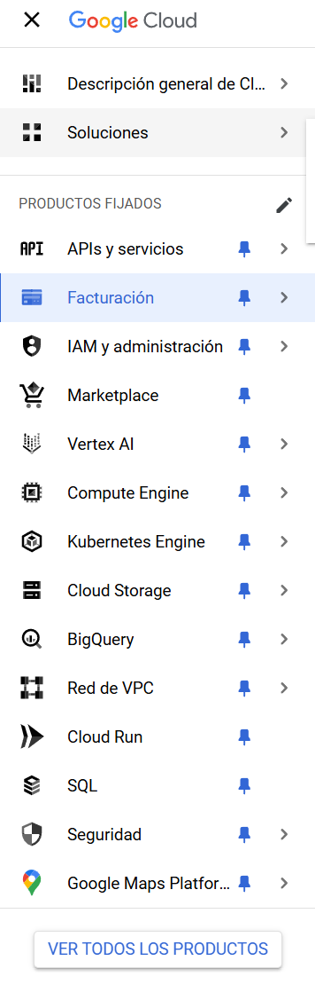 Google Cloud
Descripción general de Cl...
Soluciones
PRODUCTOS FIJADOS
API APIs y servicios
Facturación
IAM y administración
Marketplace
Vertex AI
Compute Engine
Kubernetes Engine
Cloud Storage
BigQuery
Red de VPC
Cloud Run
SQL
Seguridad
Google Maps Platfor...
VER TODOS LOS PRODUCTOS